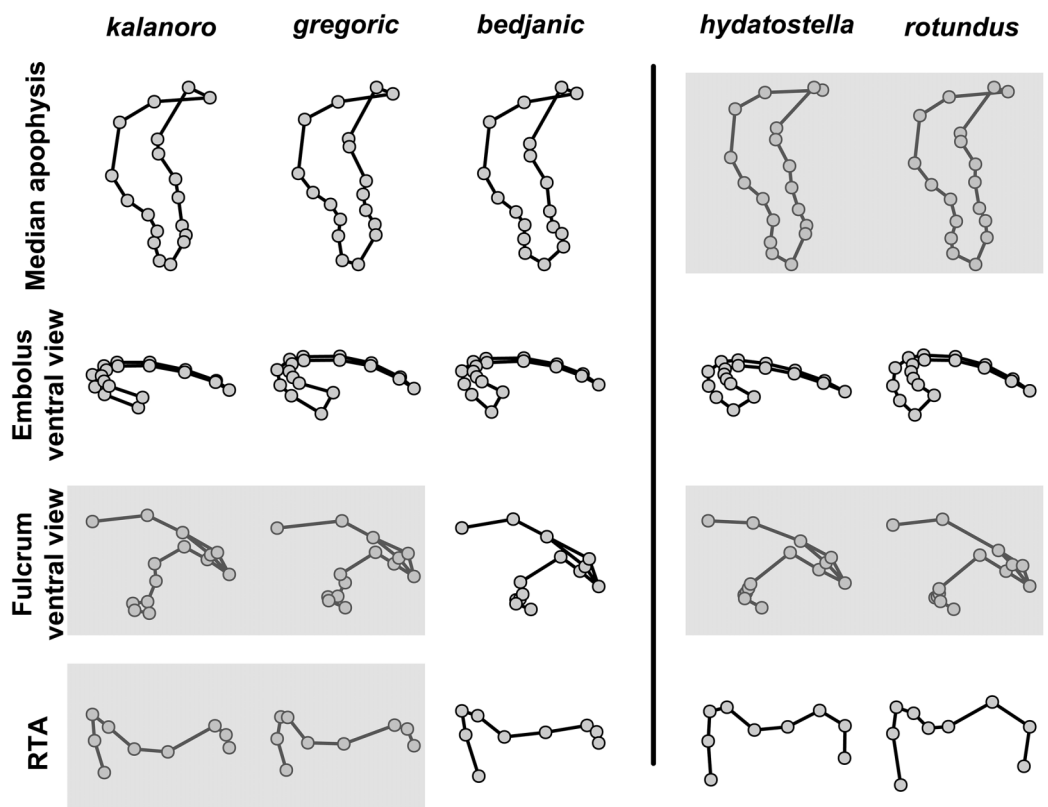 kalanoro gregoric bedjanic hydatostella rotundus
Median apophysis
Embolus
ventral view
Fulcrum
ventral view
RTA